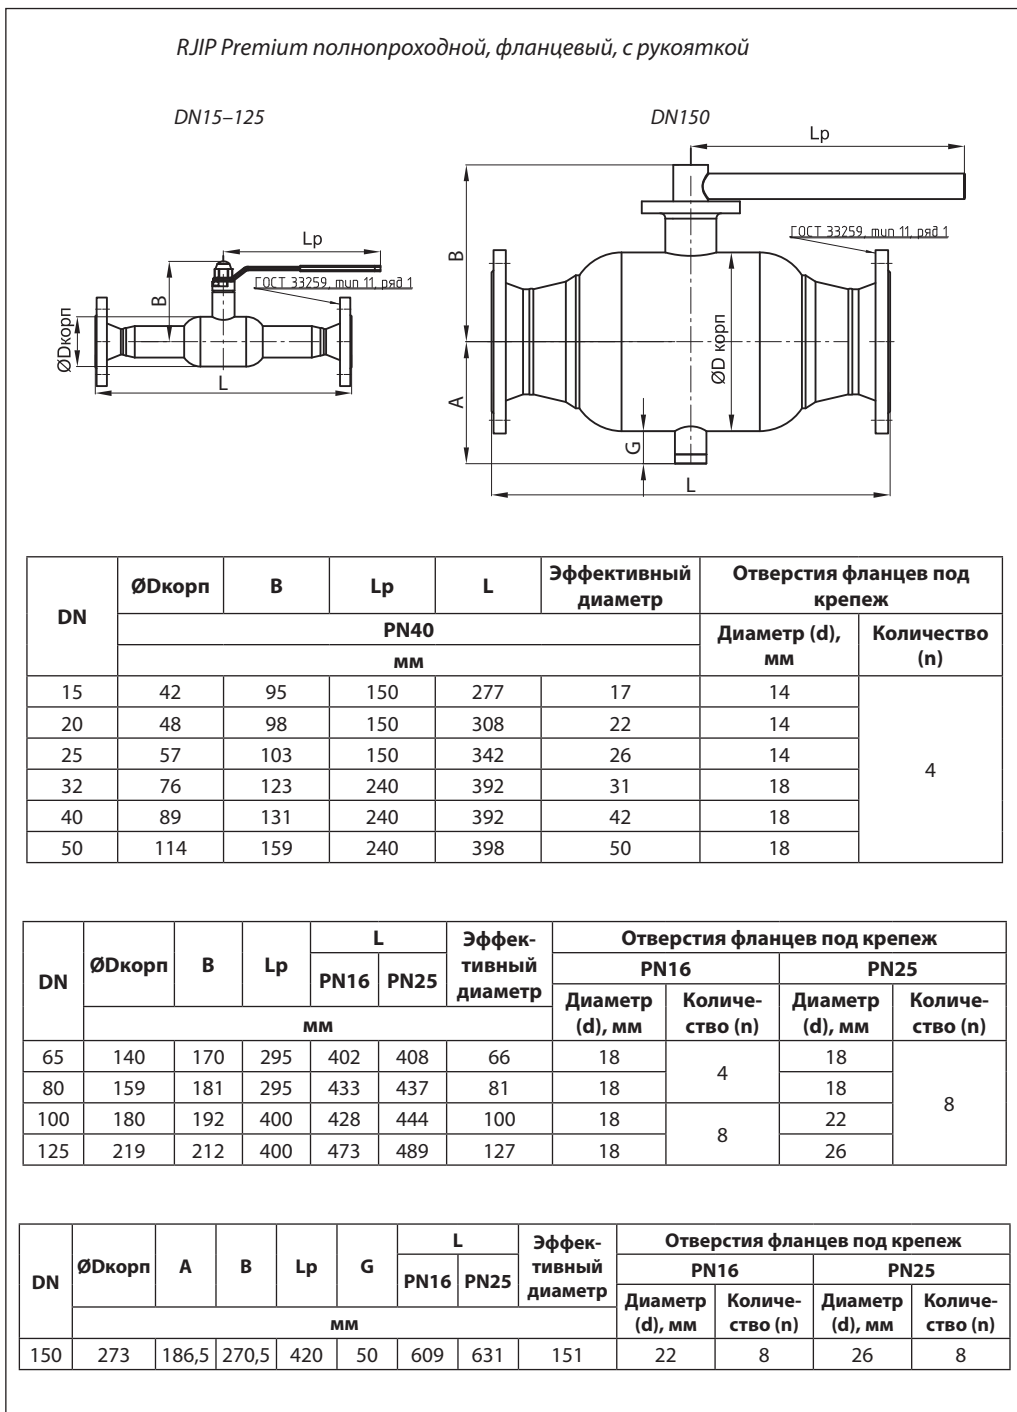 RJIP Premium полнопроходной, фланцевый, с рукояткой
DN15–125
DN150
Lp
Lp
ГОСТ 33259, тип 11, ряд 1
ГОСТ 33259, тип 11, ряд 1
B
B
ØDкорп
ØD корп
A
G
L
L
DN ØDкорп B Lp L Эффективный диаметр Отверстия фланцев под крепеж
PN40 Диаметр (d), мм Количество (n)
мм
15 42 95 150 277 17 14 4
20 48 98 150 308 22 14
25 57 103 150 342 26 14
32 76 123 240 392 31 18
40 89 131 240 392 42 18
50 114 159 240 398 50 18
DN ØDкорп B Lp L Эффек-тивный диаметр Отверстия фланцев под крепеж
PN16 PN25 PN16 PN25
мм Диаметр (d), мм Количе-ство (n) Диаметр (d), мм Количе-ство (n)
65 140 170 295 402 408 66 18 4 18 8
80 159 181 295 433 437 81 18 18
100 180 192 400 428 444 100 18 8 22
125 219 212 400 473 489 127 18 26
DN ØDкорп A B Lp G L Эффек-тивный диаметр Отверстия фланцев под крепеж
PN16 PN25 PN16 PN25
мм Диаметр (d), мм Количе-ство (n) Диаметр (d), мм Количе-ство (n)
150 273 186,5 270,5 420 50 609 631 151 22 8 26 8